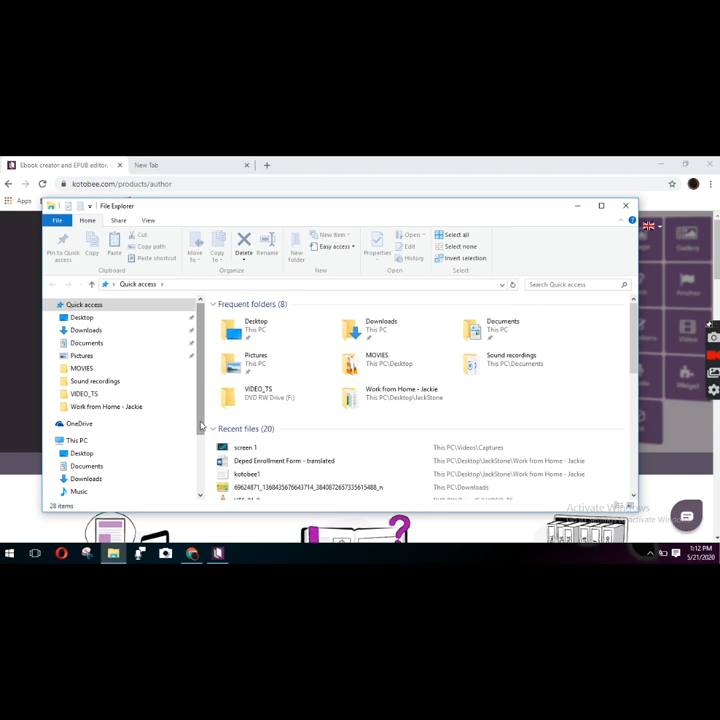 Ebook creator and EPUB editor.
New Tab
kotobee.com/products/author
Apps
File Explorer
File Home Share View
Pin to Quick access
Copy
Paste
Cut
Copy path
Paste shortcut
Move to
Copy to
Delete
Rename
New folder
New item
Easy access
Properties
Open
Edit
History
Select all
Select none
Invert selection
Organize
New
Open
Select
Quick access
Search Quick access
Quick access
Desktop
Downloads
Documents
Pictures
MOVIES
Sound recordings
VIDEO_TS
Work from Home - Jackie
OneDrive
This PC
Desktop
Documents
Downloads
Music
Frequent folders (8)
Desktop
This PC
Downloads
This PC
Documents
This PC
Pictures
This PC
MOVIES
This PC\Desktop
Sound recordings
This PC\Documents
VIDEO_TS
DVD RW Drive (F:)
Work from Home - Jackie
This PC\Desktop\JackStone
Recent files (20)
screen 1 This PC\Videos\Captures
Deped Enrollment Form - translated This PC\Desktop\JackStone\Work from Home - Jackie
kotobee1 This PC\Desktop\JackStone\Work from Home - Jackie
This PC\Downloads
28 items
Gallery
Video
Widget
Activate Windows
1:12 PM
5/21/2020